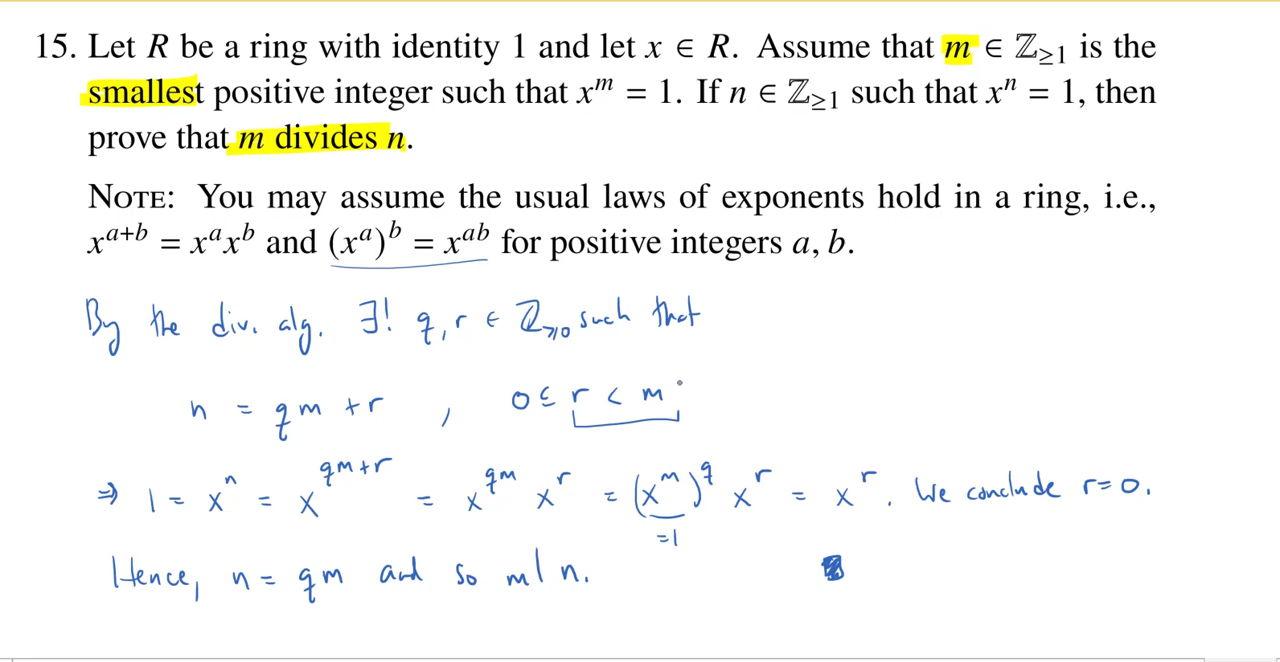 15. Let R be a ring with identity 1 and let x ∈ R. Assume that m ∈ ℤ≥1 is the
smallest positive integer such that xᵐ = 1. If n ∈ ℤ≥1 such that xⁿ = 1, then
prove that m divides n.
NOTE: You may assume the usual laws of exponents hold in a ring, i.e.,
x^{a+b} = x^a x^b and (x^a)^b = x^{ab} for positive integers a, b.
By the div. alg. ∃! q, r ∈ ℤ≥0 such that
n = qm + r , 0 ≤ r < m
⇒ 1 = x^n = x^{qm+r} = x^{qm} x^r = (x^m)^q x^r = x^r. We conclude r = 0.
= 1
Hence, n = qm and so m | n.